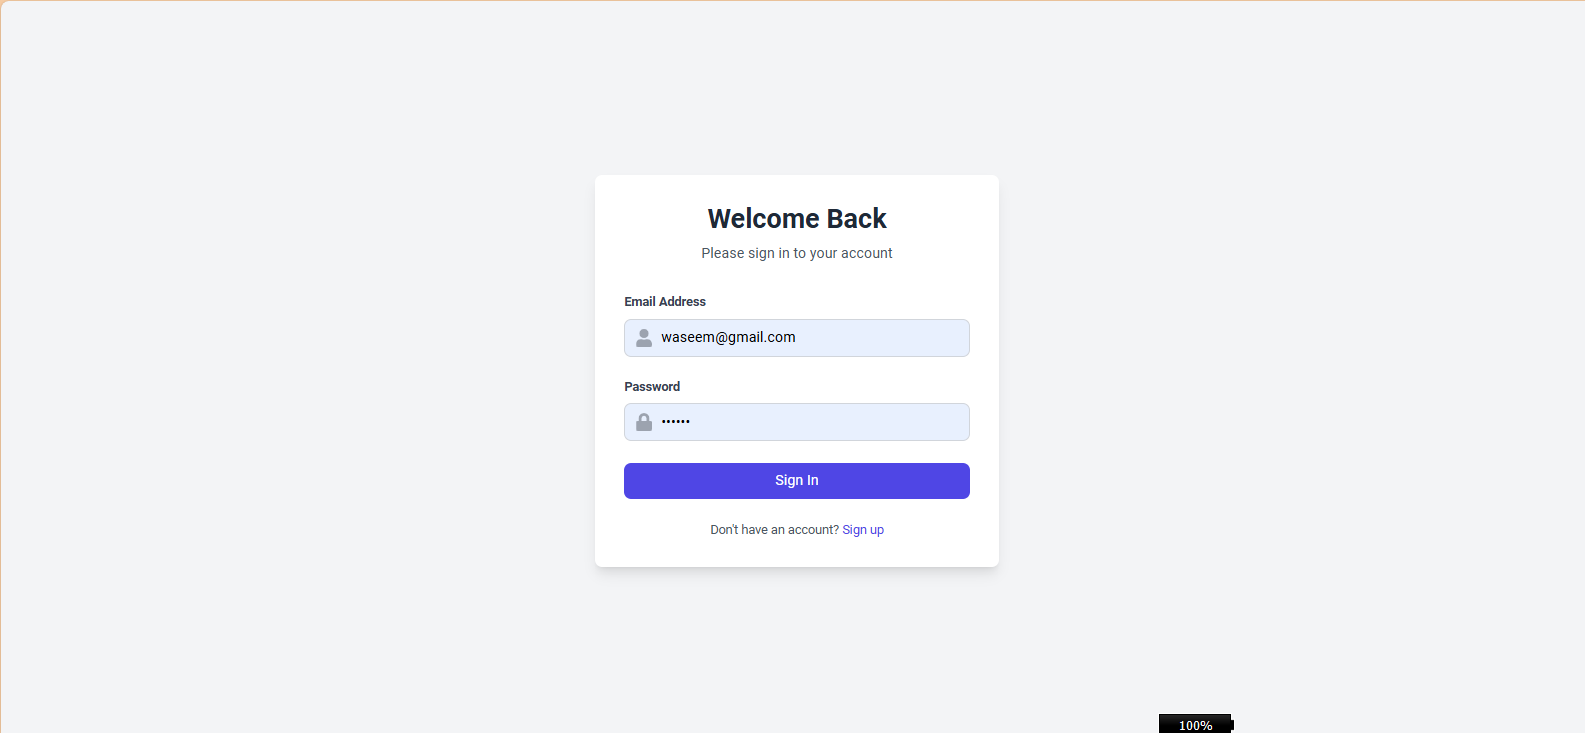 Welcome Back
Please sign in to your account
Email Address
waseem@gmail.com
Password
••••••
Sign In
Don't have an account? Sign up
100%